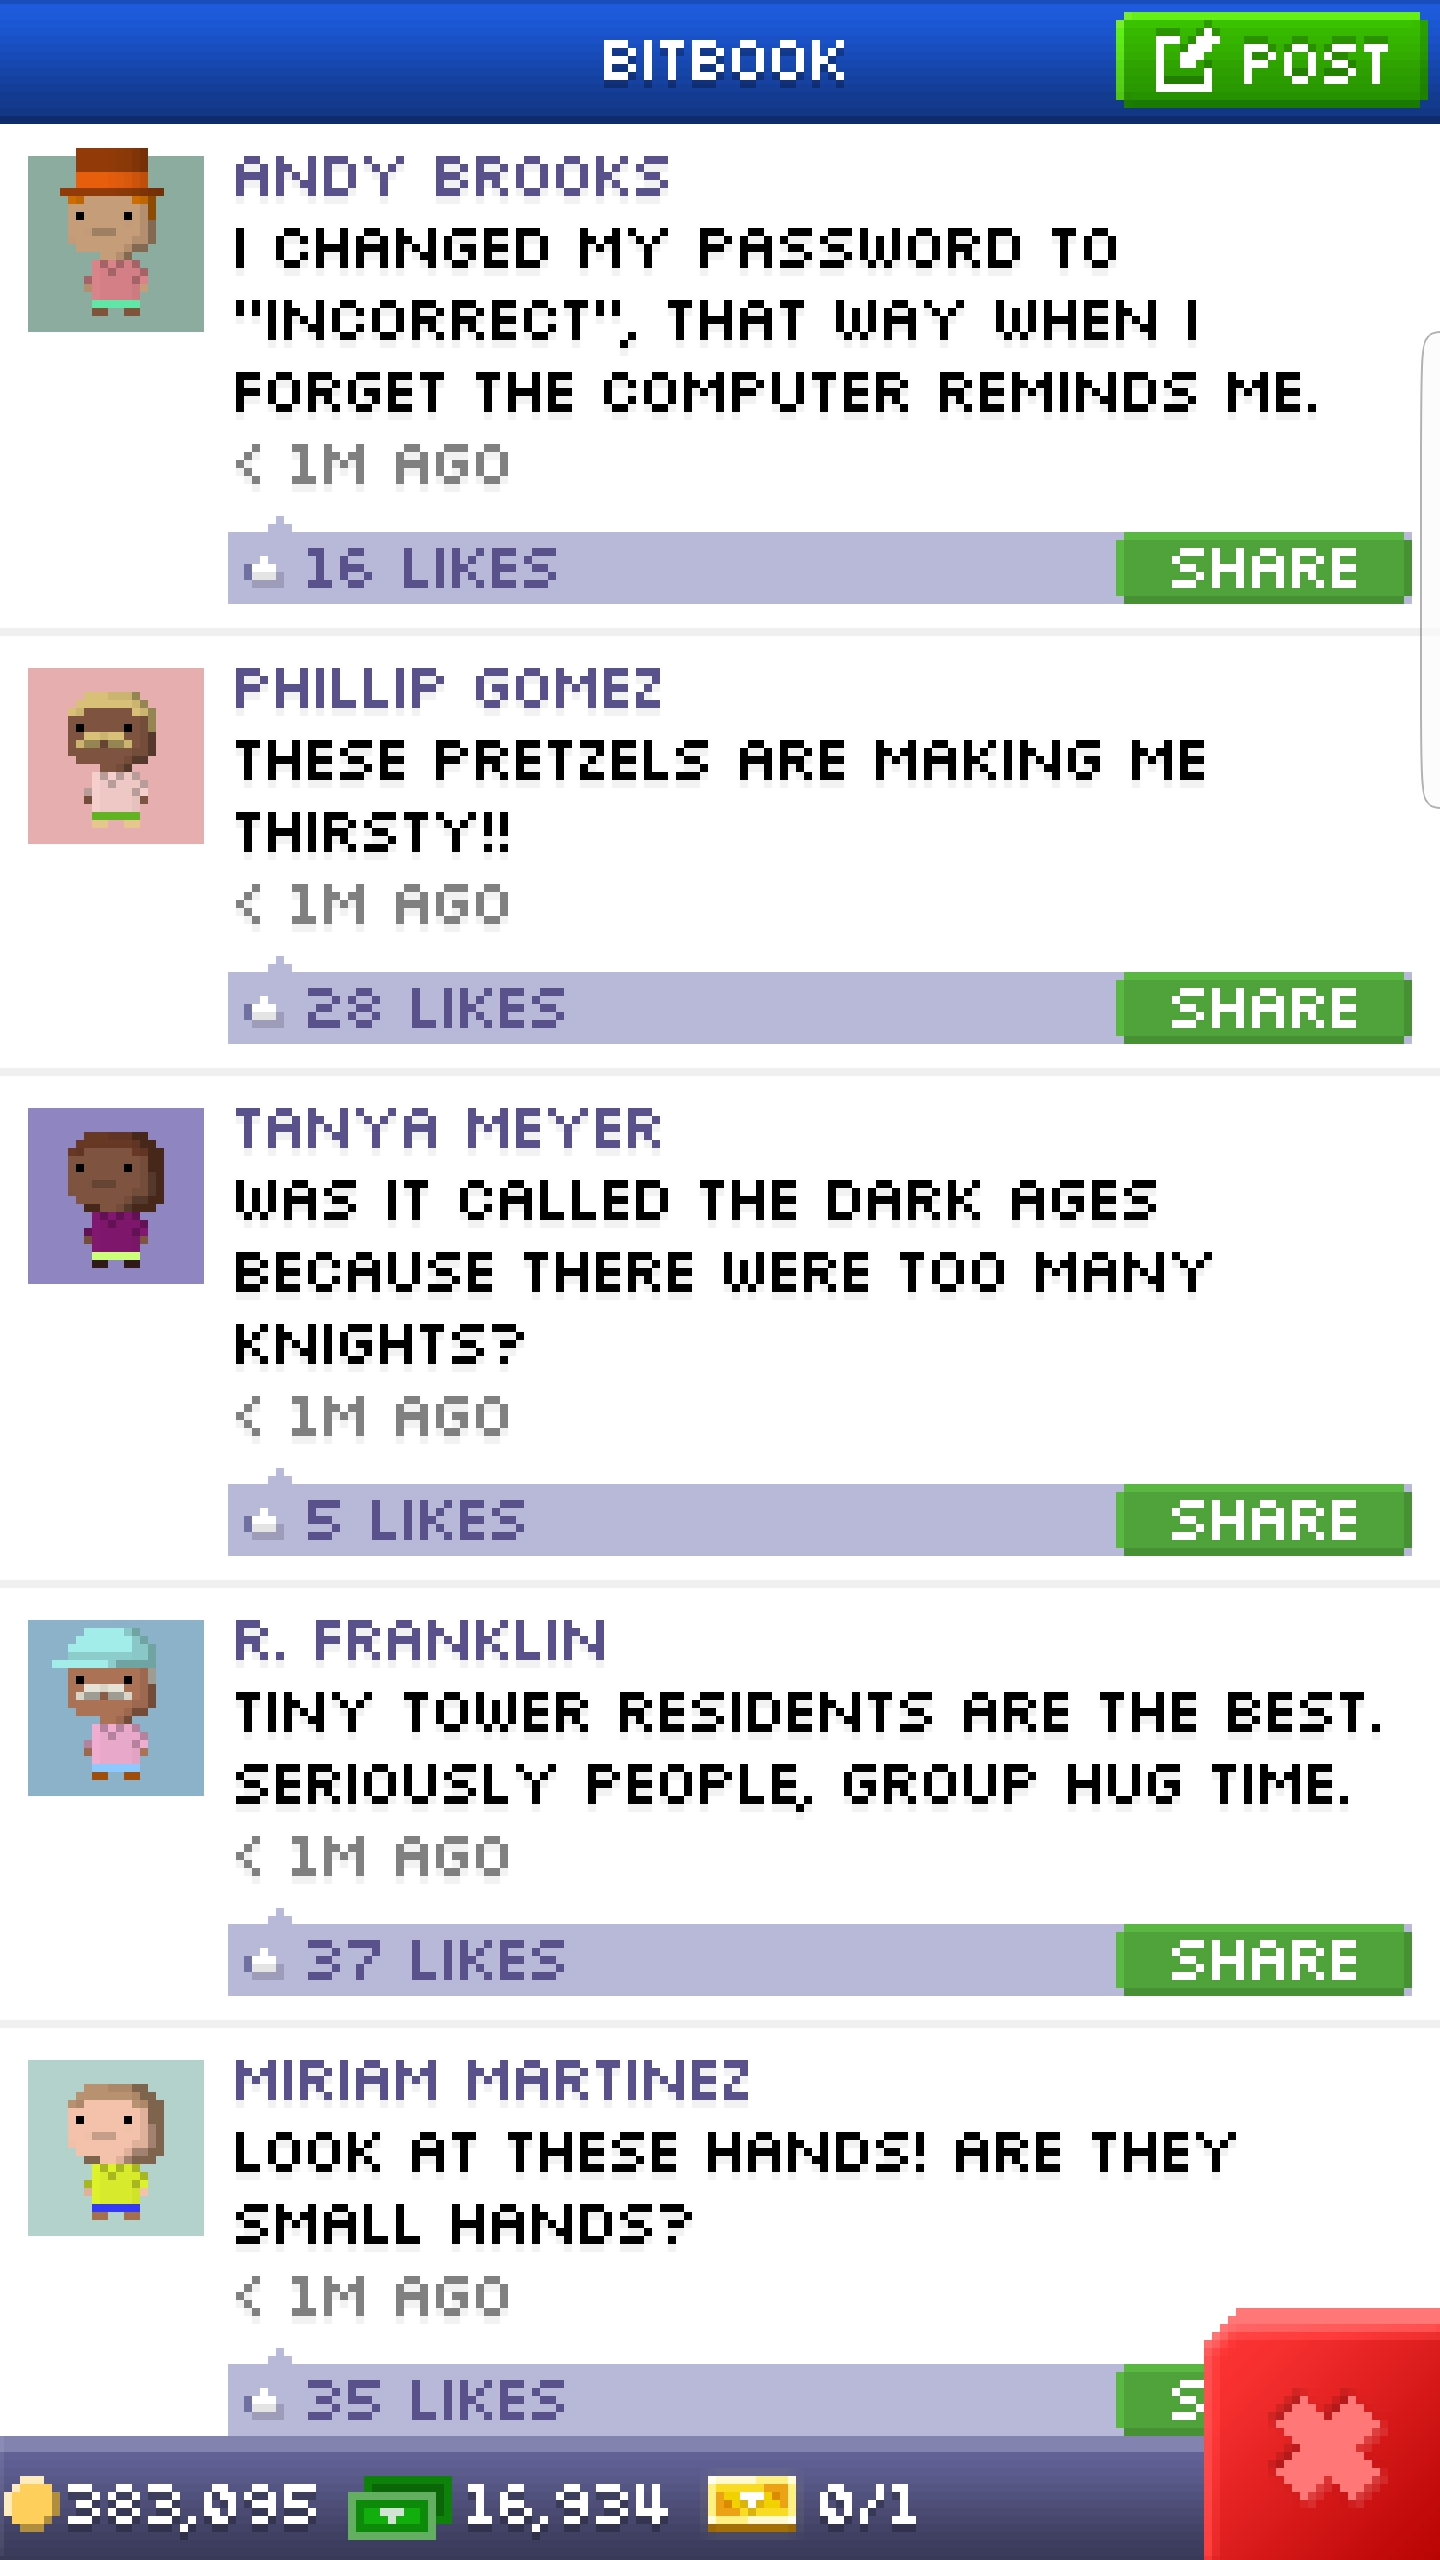 BITBOOK
POST
ANDY BROOKS
I CHANGED MY PASSWORD TO
"INCORRECT", THAT WAY WHEN I
FORGET THE COMPUTER REMINDS ME.
< 1M AGO
16 LIKES
SHARE
PHILLIP GOMEZ
THESE PRETZELS ARE MAKING ME
THIRSTY!!
< 1M AGO
28 LIKES
SHARE
TANYA MEYER
WAS IT CALLED THE DARK AGES
BECAUSE THERE WERE TOO MANY
KNIGHTS?
< 1M AGO
5 LIKES
SHARE
R. FRANKLIN
TINY TOWER RESIDENTS ARE THE BEST.
SERIOUSLY PEOPLE, GROUP HUG TIME.
< 1M AGO
37 LIKES
SHARE
MIRIAM MARTINEZ
LOOK AT THESE HANDS! ARE THEY
SMALL HANDS?
< 1M AGO
35 LIKES
383,095
16,934
0/1